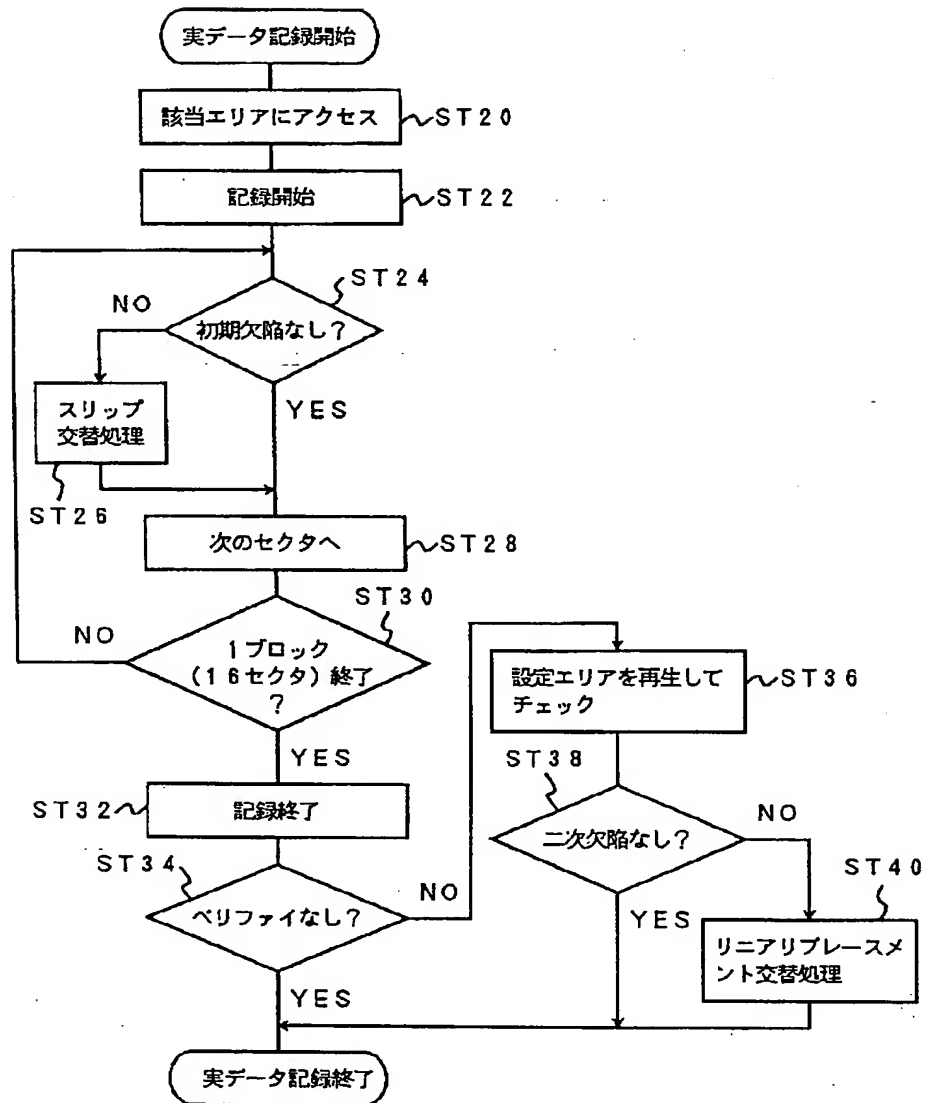 実データ記録開始
該当エリアにアクセス
ST20
記録開始
ST22
ST24
NO
初期欠陥なし?
YES
スリップ
交替処理
ST26
次のセクタへ
ST28
ST30
NO
1ブロック
(16セクタ)終了
?
YES
ST32
記録終了
ST34
ベリファイなし?
NO
YES
設定エリアを再生して
チェック
ST36
ST38
二次欠陥なし?
NO
YES
ST40
リニアリプレースメ
ント交替処理
実データ記録終了